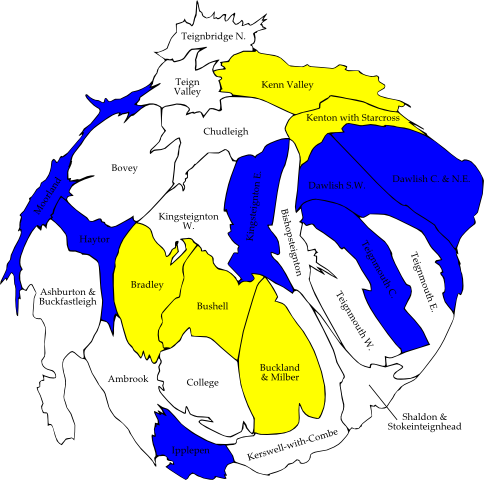 Teignbridge N.
Teign
Valley
Kenn Valley
Kenton with Starcross
Chudleigh
Bovey
Moorland
Kingsteignton E.
Dawlish S.W.
Dawlish C. & N.E.
Kingsteignton
W.
Bishopsteignton
Haytor
Teignmouth C.
Teignmouth E.
Ashburton &
Buckfastleigh
Bradley
Bushell
Teignmouth W.
Buckland
& Milber
Ambrook
College
Shaldon &
Stokeinteignhead
Ipplepen
Kerswell-with-Combe